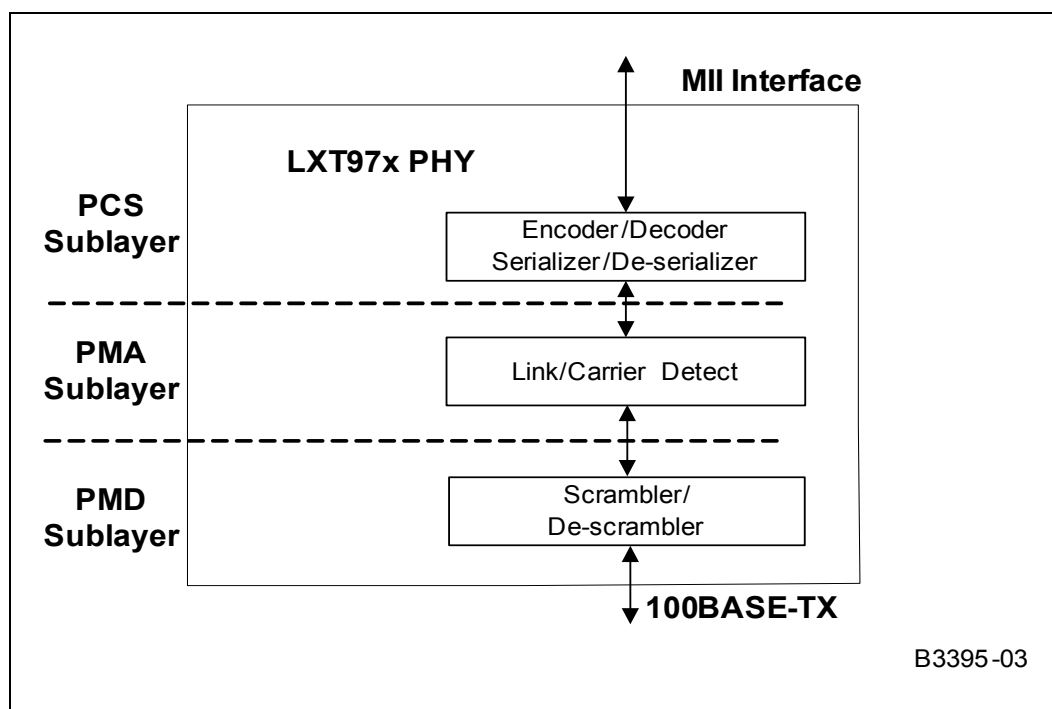 MII Interface
LXT97x PHY
PCS
Sublayer
Encoder/Decoder
Serializer/De-serializer
PMA
Sublayer
Link/Carrier Detect
PMD
Sublayer
Scrambler/
De-scrambler
100BASE-TX
B3395-03